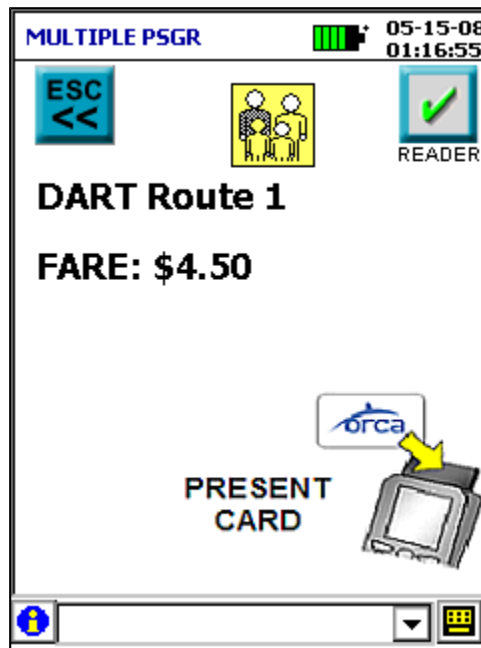 MULTIPLE PSGR
05-15-08
01:16:55
ESC
<<
READER
DART Route 1
FARE: $4.50
orca
PRESENT
CARD